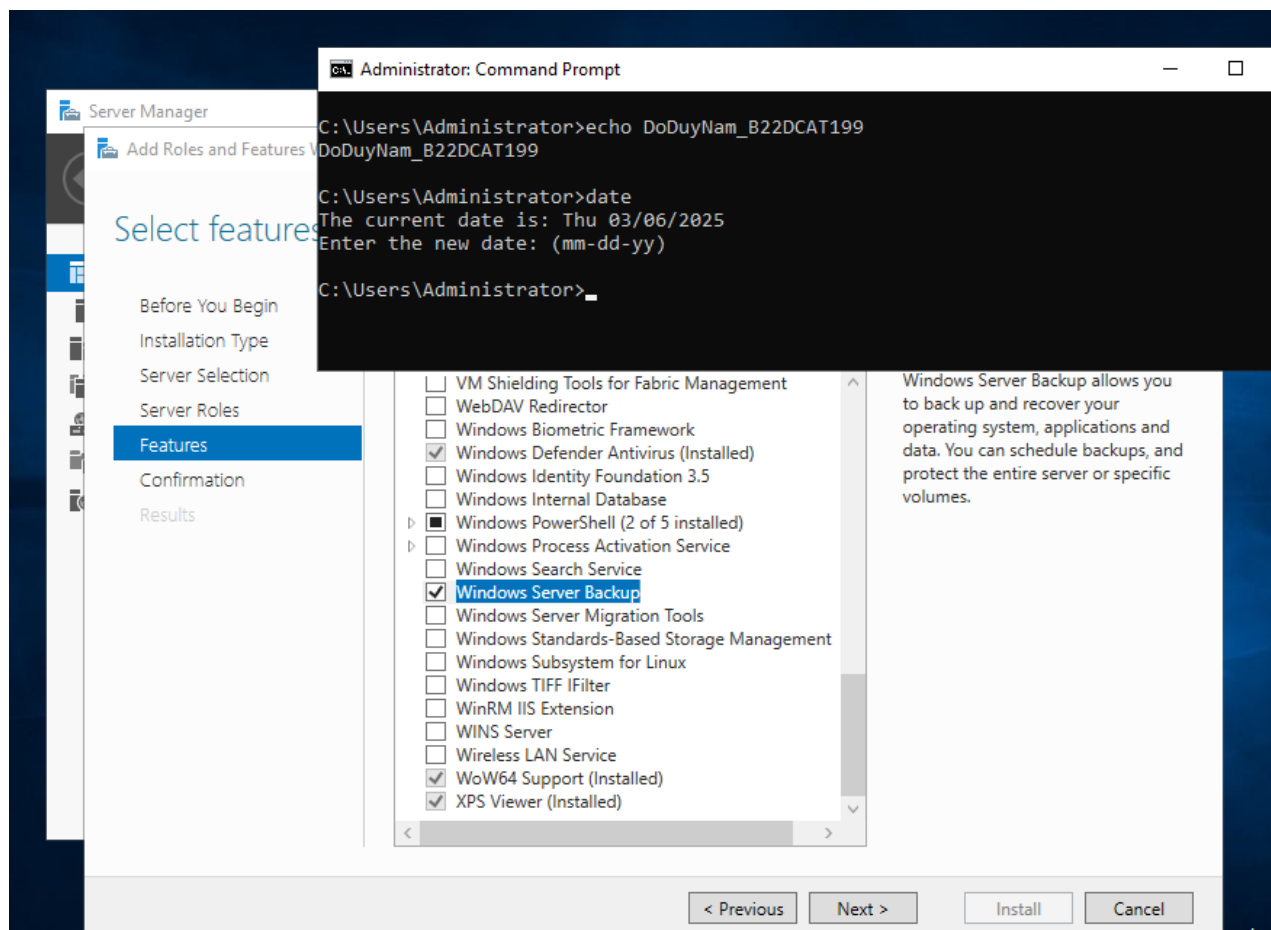 Administrator: Command Prompt
C:\Users\Administrator>echo DoDuyNam_B22DCAT199
DoDuyNam_B22DCAT199
C:\Users\Administrator>date
The current date is: Thu 03/06/2025
Enter the new date: (mm-dd-yy)
C:\Users\Administrator>
Server Manager
Add Roles and Features
Select features
Before You Begin
Installation Type
Server Selection
Server Roles
Features
Confirmation
Results
VM Shielding Tools for Fabric Management
WebDAV Redirector
Windows Biometric Framework
Windows Defender Antivirus (Installed)
Windows Identity Foundation 3.5
Windows Internal Database
Windows PowerShell (2 of 5 installed)
Windows Process Activation Service
Windows Search Service
Windows Server Backup
Windows Server Migration Tools
Windows Standards-Based Storage Management
Windows Subsystem for Linux
Windows TIFF IFilter
WinRM IIS Extension
WINS Server
Wireless LAN Service
WoW64 Support (Installed)
XPS Viewer (Installed)
Windows Server Backup allows you
to back up and recover your
operating system, applications and
data. You can schedule backups, and
protect the entire server or specific
volumes.
< Previous
Next >
Install
Cancel